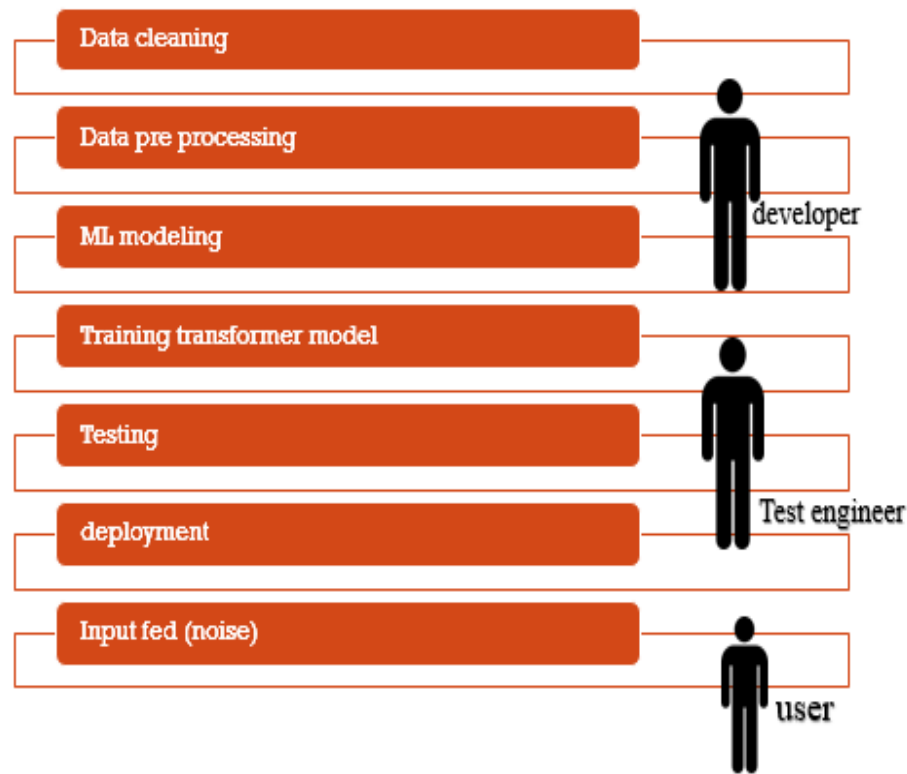 Data cleaning
Data pre processing
developer
ML modeling
Training transformer model
Testing
Test engineer
deployment
Input fed (noise)
user